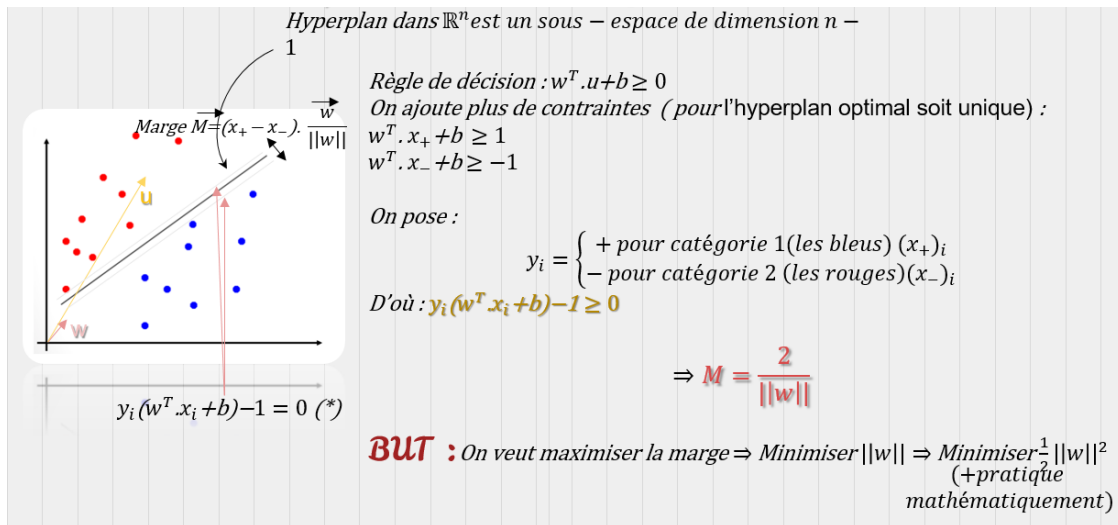 Hyperplan dans ℝⁿ est un sous − espace de dimension n −
1
Règle de décision : wᵀ.u+b ≥ 0
On ajoute plus de contraintes ( pour l'hyperplan optimal soit unique) :
wᵀ.x₊+b ≥ 1
wᵀ.x₋+b ≥ −1
Marge M⃗=(x₊ − x₋). w⃗/||w||
u
w
On pose :
yᵢ = { + pour catégorie 1(les bleus) (x₊)ᵢ
− pour catégorie 2 (les rouges)(x₋)ᵢ
D'où : yᵢ(wᵀ.xᵢ+b)−1 ≥ 0
⇒ M = 2/||w||
yᵢ(wᵀ.xᵢ+b)−1 = 0 (*)
BUT : On veut maximiser la marge ⇒ Minimiser ||w|| ⇒ Minimiser ½ ||w||²
(+pratique
mathématiquement)